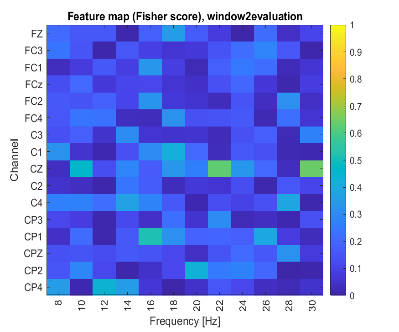 Feature map (Fisher score), window2evaluation
Channel
FZ
FC3
FC1
FCz
FC2
FC4
C3
C1
CZ
C2
C4
CP3
CP1
CPZ
CP2
CP4
8 10 12 14 16 18 20 22 24 26 28 30
Frequency [Hz]
1
0.9
0.8
0.7
0.6
0.5
0.4
0.3
0.2
0.1
0